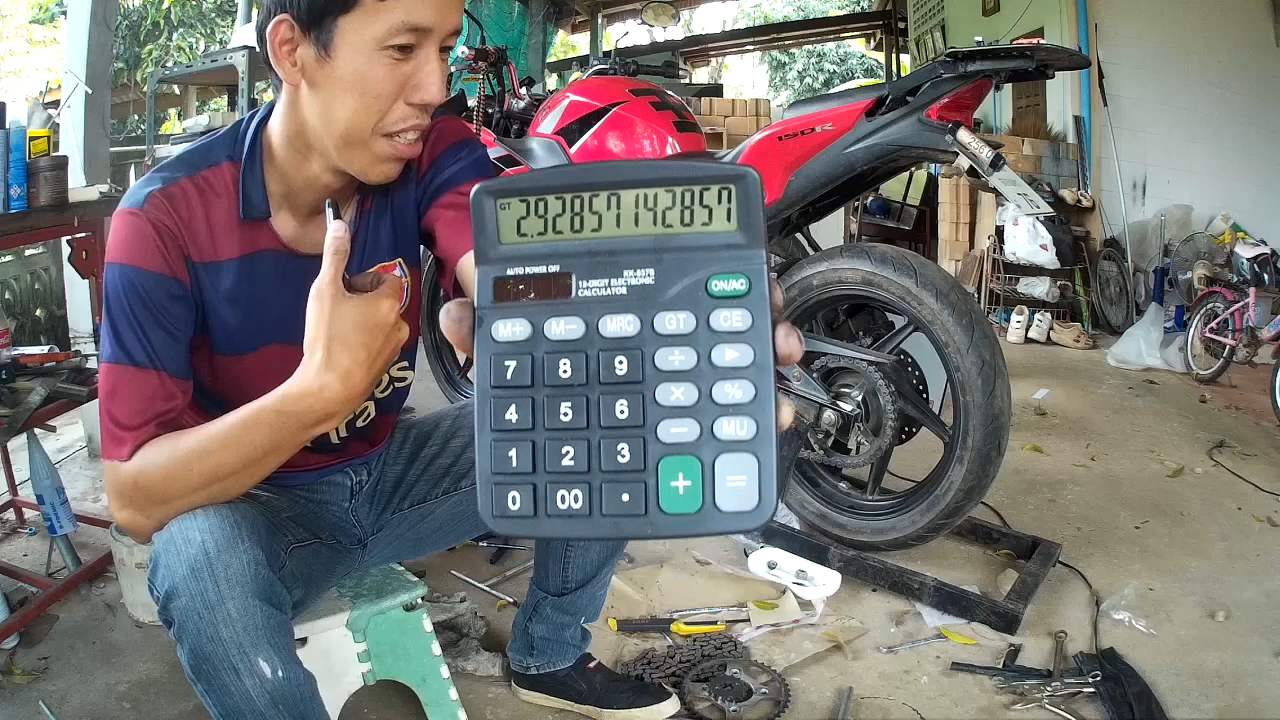 GT 2.92857142857
AUTO POWER OFF
KK-837B
12-DIGIT ELECTRONIC
CALCULATOR
ON/AC
M+ M− MRC GT CE
7 8 9 ÷ ▶
4 5 6 × %
1 2 3 − MU
0 00 • + =
150R